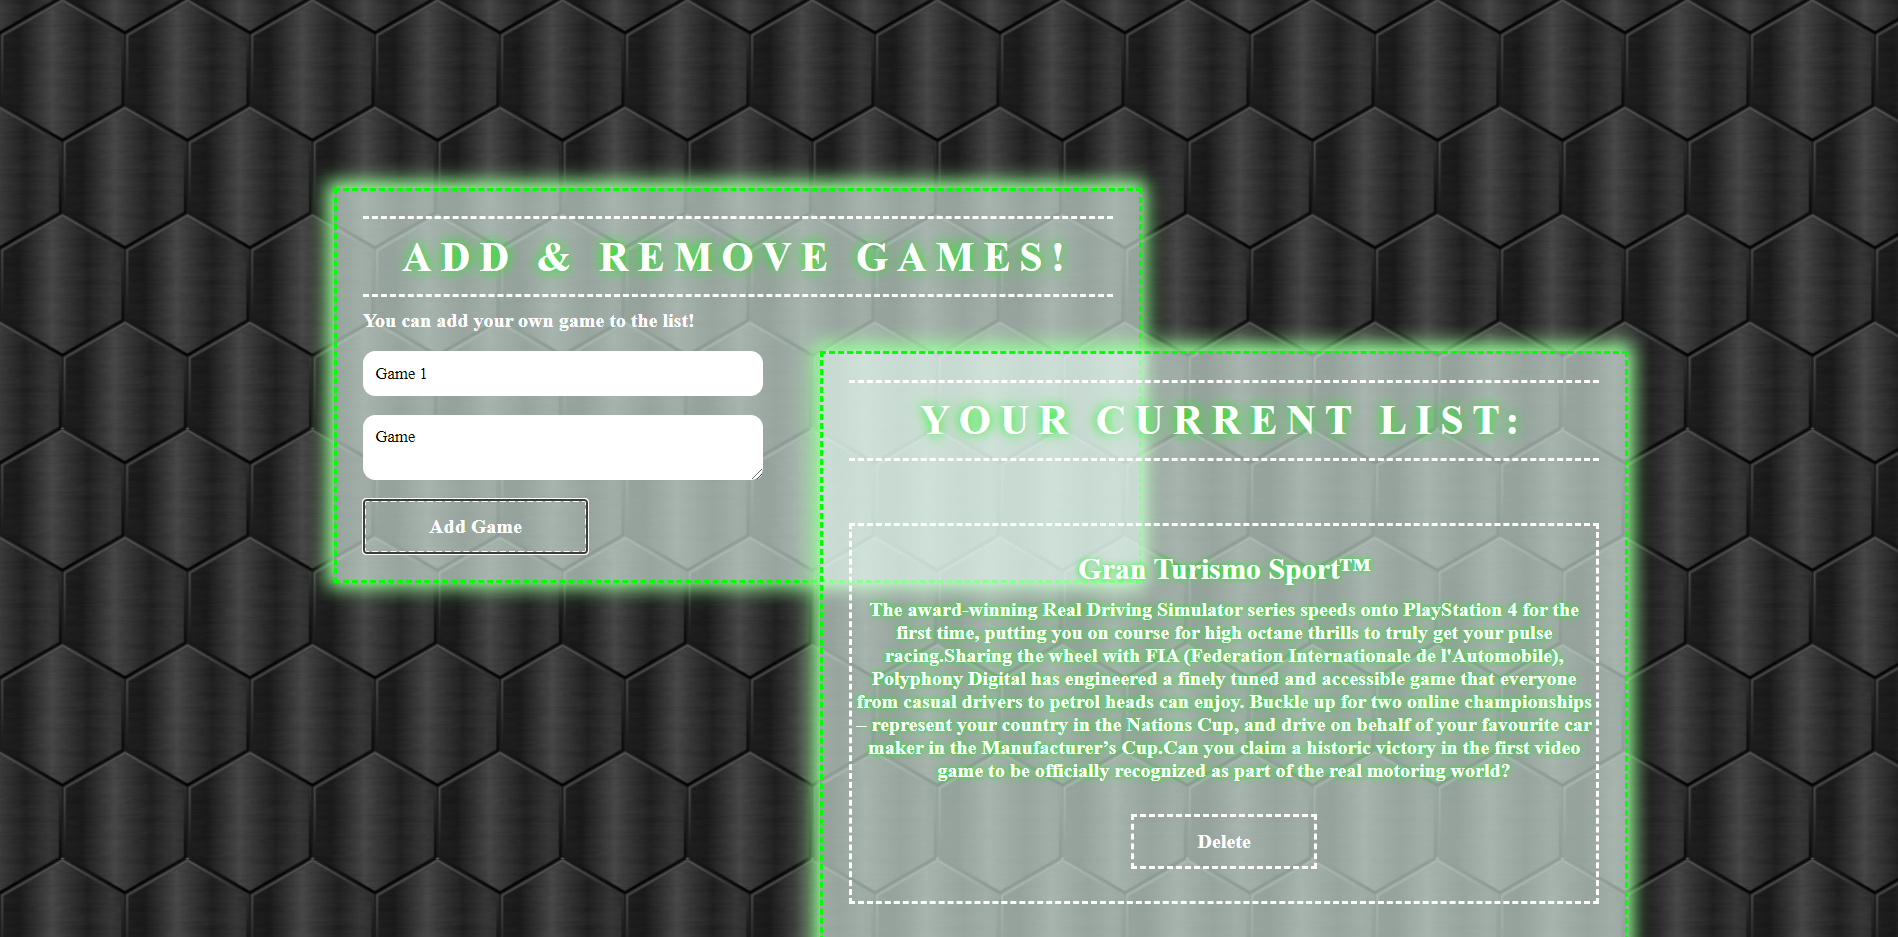 ADD & REMOVE GAMES!
You can add your own game to the list!
Game 1
Game
Add Game
YOUR CURRENT LIST:
Gran Turismo Sport™
The award-winning Real Driving Simulator series speeds onto PlayStation 4 for the
first time, putting you on course for high octane thrills to truly get your pulse
racing.Sharing the wheel with FIA (Federation Internationale de l'Automobile),
Polyphony Digital has engineered a finely tuned and accessible game that everyone
from casual drivers to petrol heads can enjoy. Buckle up for two online championships
– represent your country in the Nations Cup, and drive on behalf of your favourite car
maker in the Manufacturer’s Cup.Can you claim a historic victory in the first video
game to be officially recognized as part of the real motoring world?
Delete